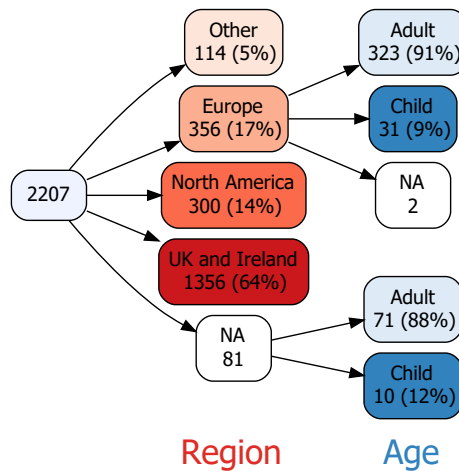 2207
Other
114 (5%)
Europe
356 (17%)
North America
300 (14%)
UK and Ireland
1356 (64%)
NA
81
Adult
323 (91%)
Child
31 (9%)
NA
2
Adult
71 (88%)
Child
10 (12%)
Region
Age